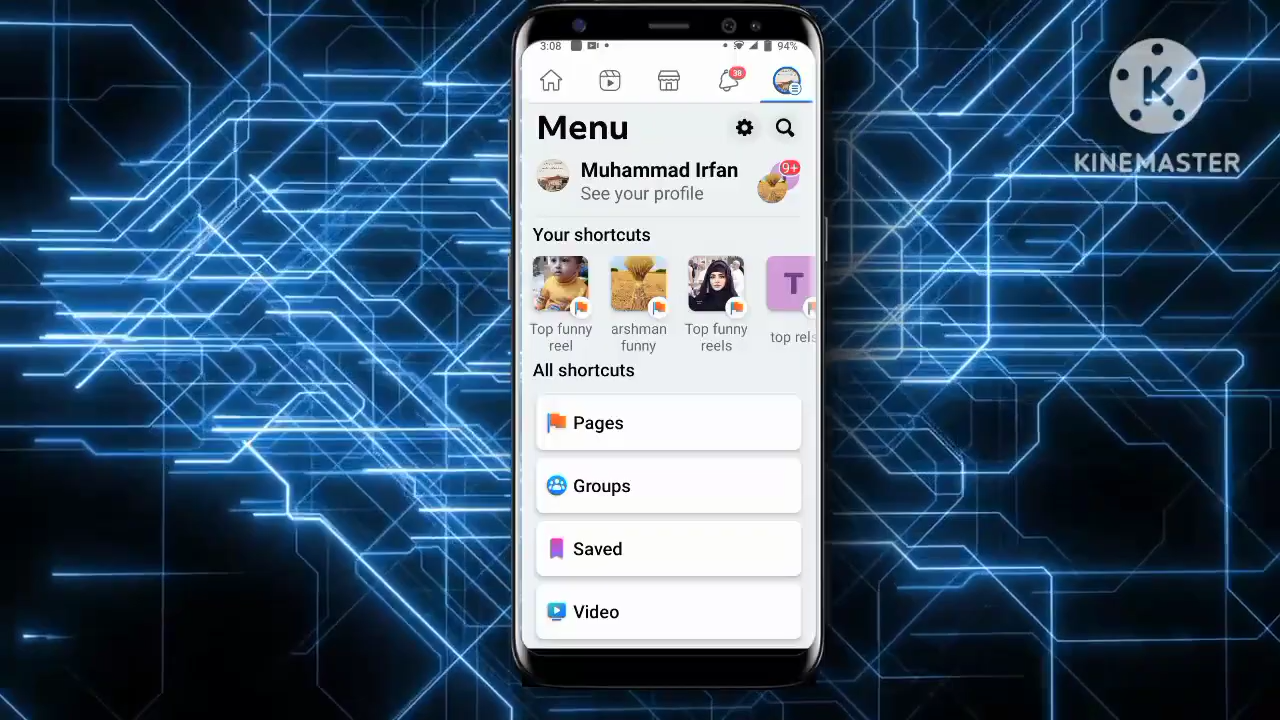 3:08
94%
38
KINEMASTER
Menu
Muhammad Irfan
See your profile
9+
Your shortcuts
T
Top funny reel
arshman funny
Top funny reels
top rels
All shortcuts
Pages
Groups
Saved
Video